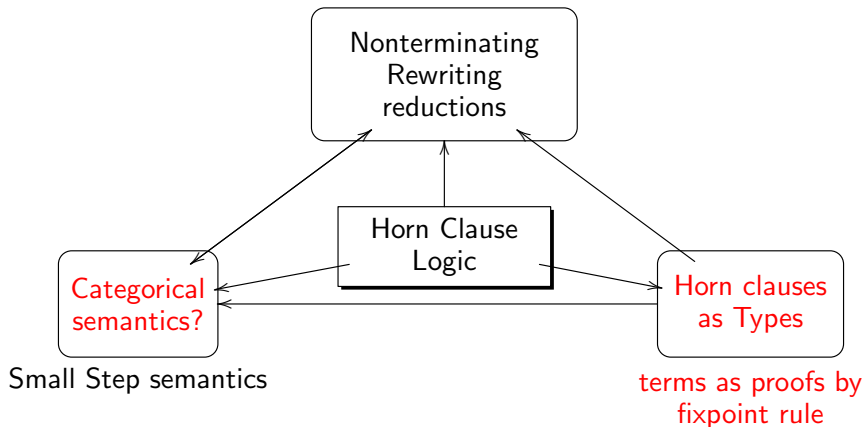 Nonterminating
Rewriting
reductions
Horn Clause
Logic
Categorical
semantics?
Horn clauses
as Types
Small Step semantics
terms as proofs by
fixpoint rule